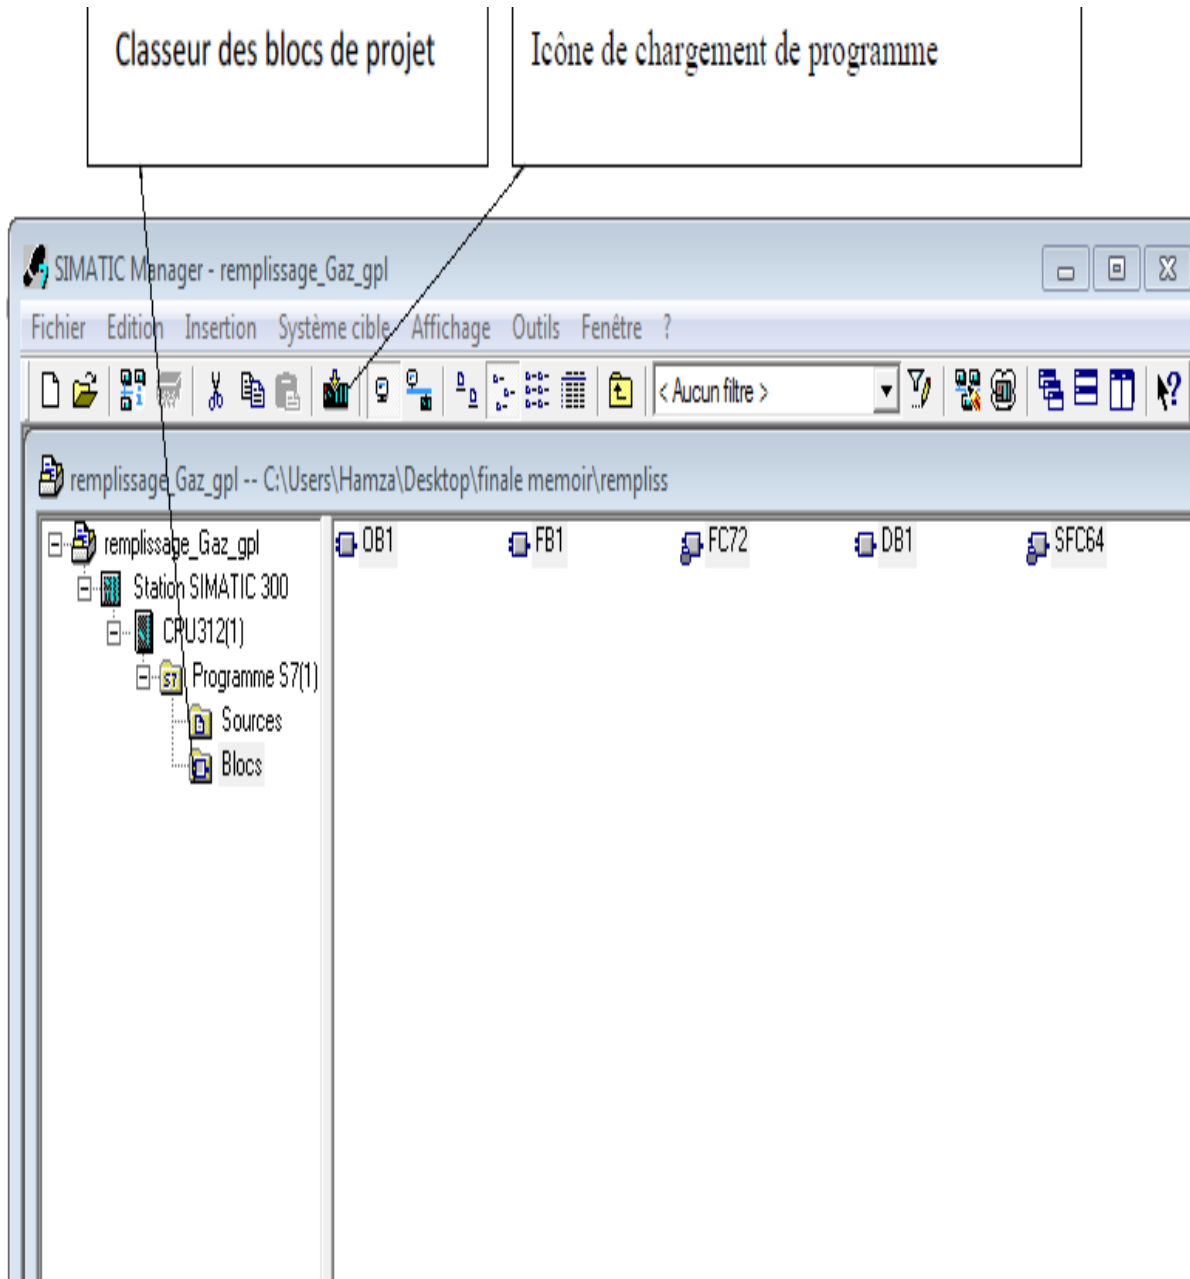 Classeur des blocs de projet
Icône de chargement de programme
SIMATIC Manager - remplissage_Gaz_gpl
Fichier Edition Insertion Système cible Affichage Outils Fenêtre ?
< Aucun filtre >
remplissage_Gaz_gpl -- C:\Users\Hamza\Desktop\finale memoir\rempliss
remplissage_Gaz_gpl
Station SIMATIC 300
CPU312(1)
Programme S7(1)
Sources
Blocs
OB1 FB1 FC72 DB1 SFC64